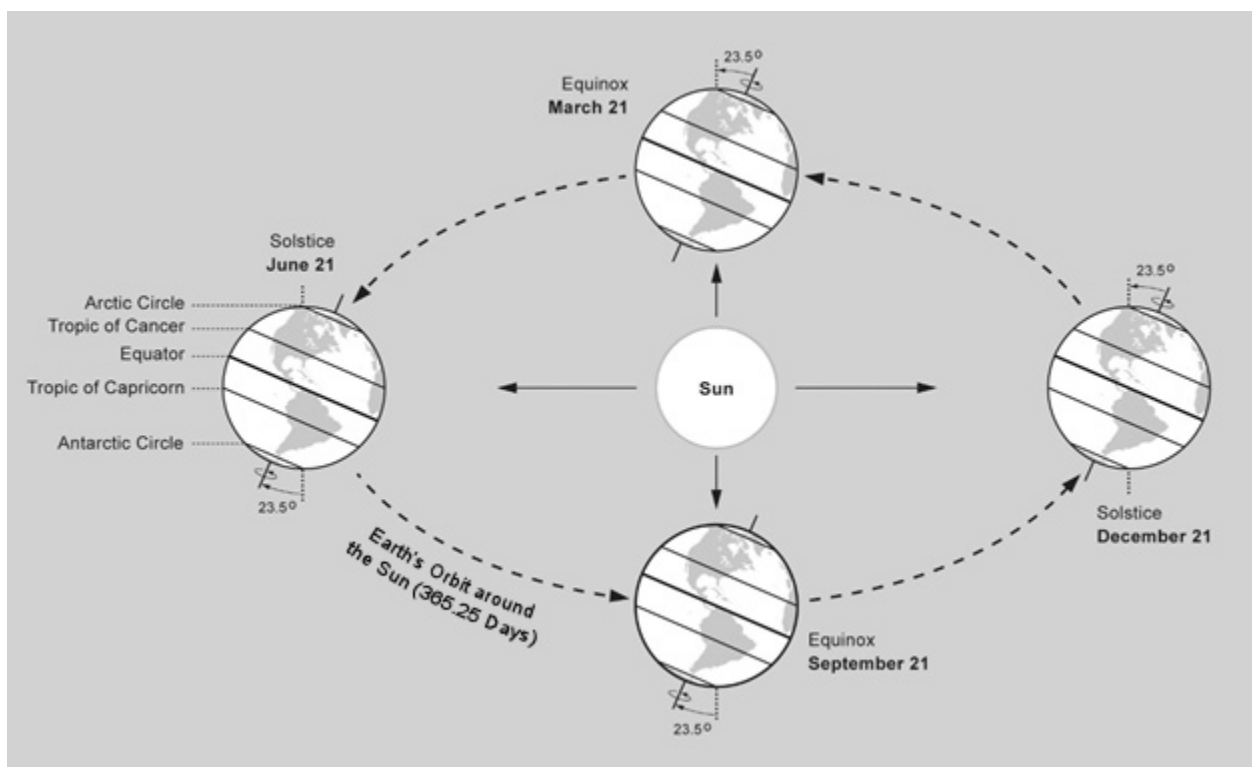 23.5°
Equinox
March 21
Solstice
June 21
23.5°
Arctic Circle
Tropic of Cancer
Equator
Tropic of Capricorn
Antarctic Circle
Sun
23.5°
Solstice
December 21
Earth's Orbit around
the Sun (365.25 Days)
Equinox
September 21
23.5°